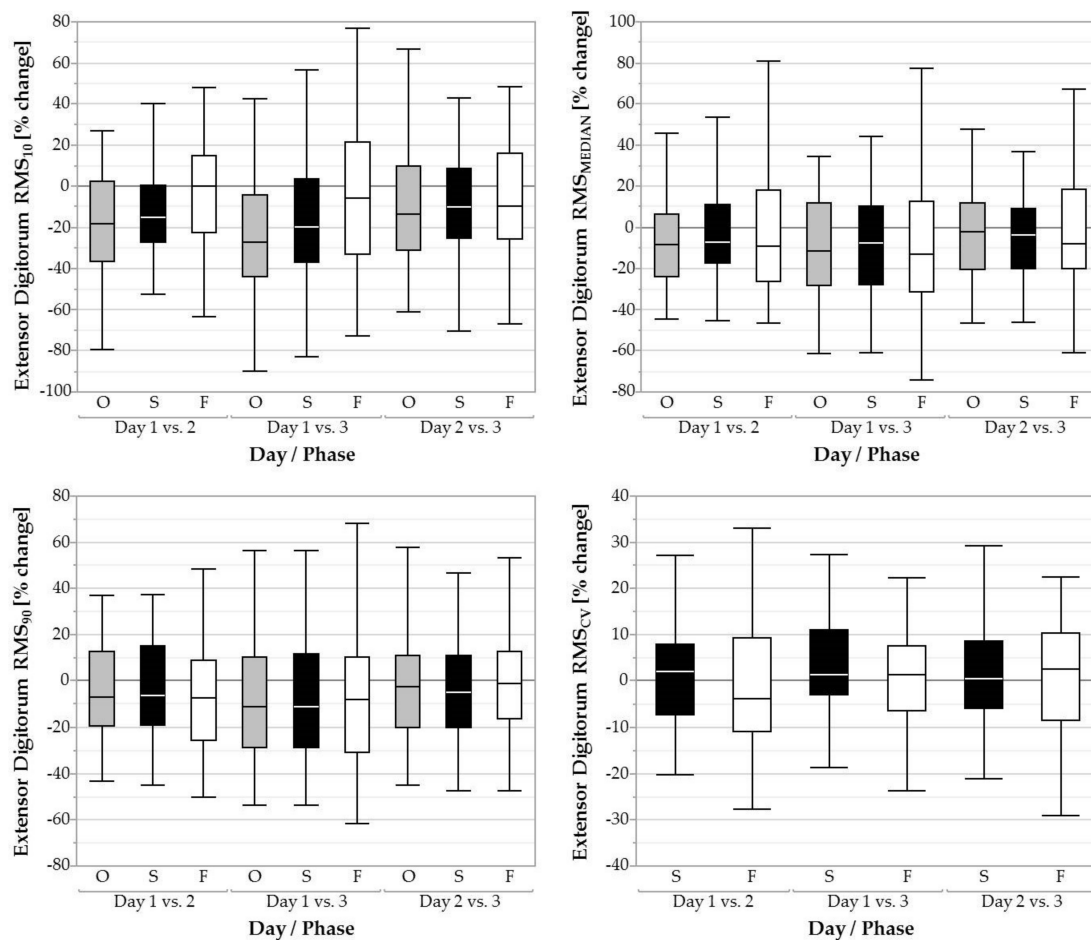 Extensor Digitorum RMS10 [% change]
80
60
40
20
0
-20
-40
-60
-80
-100
O S F O S F O S F
Day 1 vs. 2 Day 1 vs. 3 Day 2 vs. 3
Day / Phase
Extensor Digitorum RMSMEDIAN [% change]
100
80
60
40
20
0
-20
-40
-60
-80
O S F O S F O S F
Day 1 vs. 2 Day 1 vs. 3 Day 2 vs. 3
Day / Phase
Extensor Digitorum RMS90 [% change]
80
60
40
20
0
-20
-40
-60
-80
O S F O S F O S F
Day 1 vs. 2 Day 1 vs. 3 Day 2 vs. 3
Day / Phase
Extensor Digitorum RMSCV [% change]
40
30
20
10
0
-10
-20
-30
-40
S F S F S F
Day 1 vs. 2 Day 1 vs. 3 Day 2 vs. 3
Day / Phase